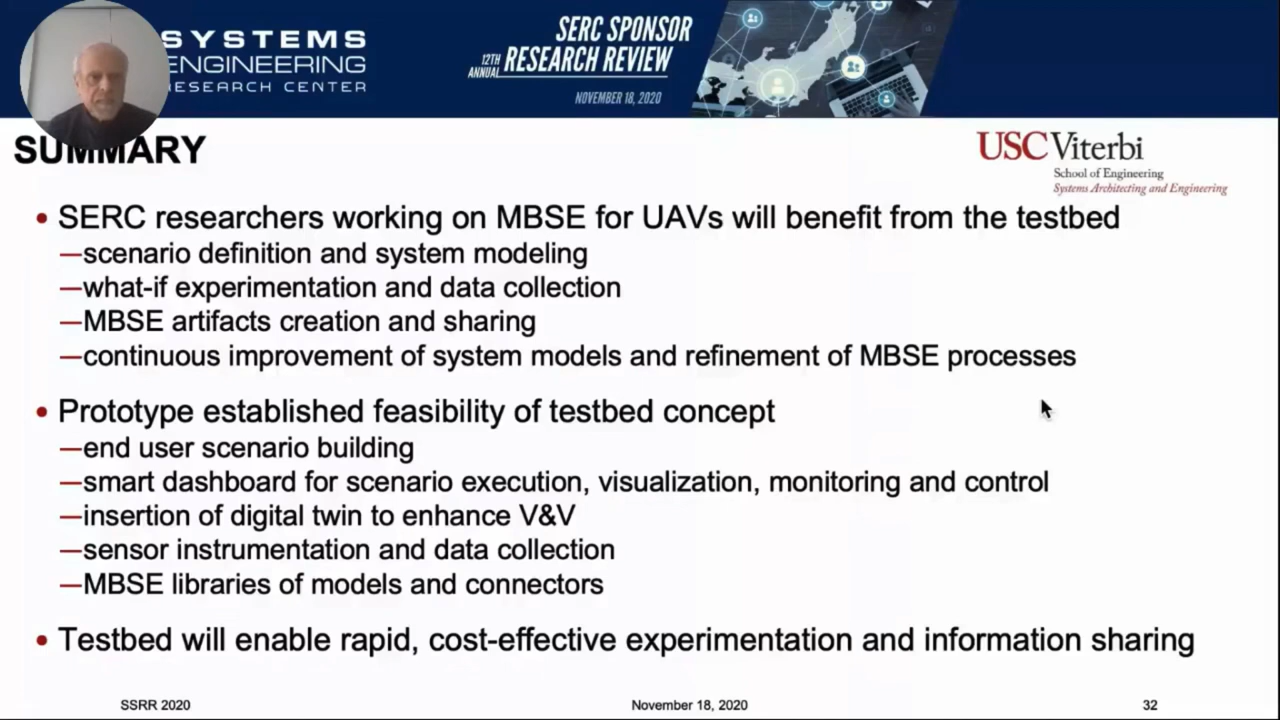 SYSTEMS
ENGINEERING
RESEARCH CENTER
SERC SPONSOR
12TH ANNUAL RESEARCH REVIEW
NOVEMBER 18, 2020
SUMMARY
USC Viterbi
School of Engineering
Systems Architecting and Engineering
• SERC researchers working on MBSE for UAVs will benefit from the testbed
—scenario definition and system modeling
—what-if experimentation and data collection
—MBSE artifacts creation and sharing
—continuous improvement of system models and refinement of MBSE processes
• Prototype established feasibility of testbed concept
—end user scenario building
—smart dashboard for scenario execution, visualization, monitoring and control
—insertion of digital twin to enhance V&V
—sensor instrumentation and data collection
—MBSE libraries of models and connectors
• Testbed will enable rapid, cost-effective experimentation and information sharing
SSRR 2020
November 18, 2020
32